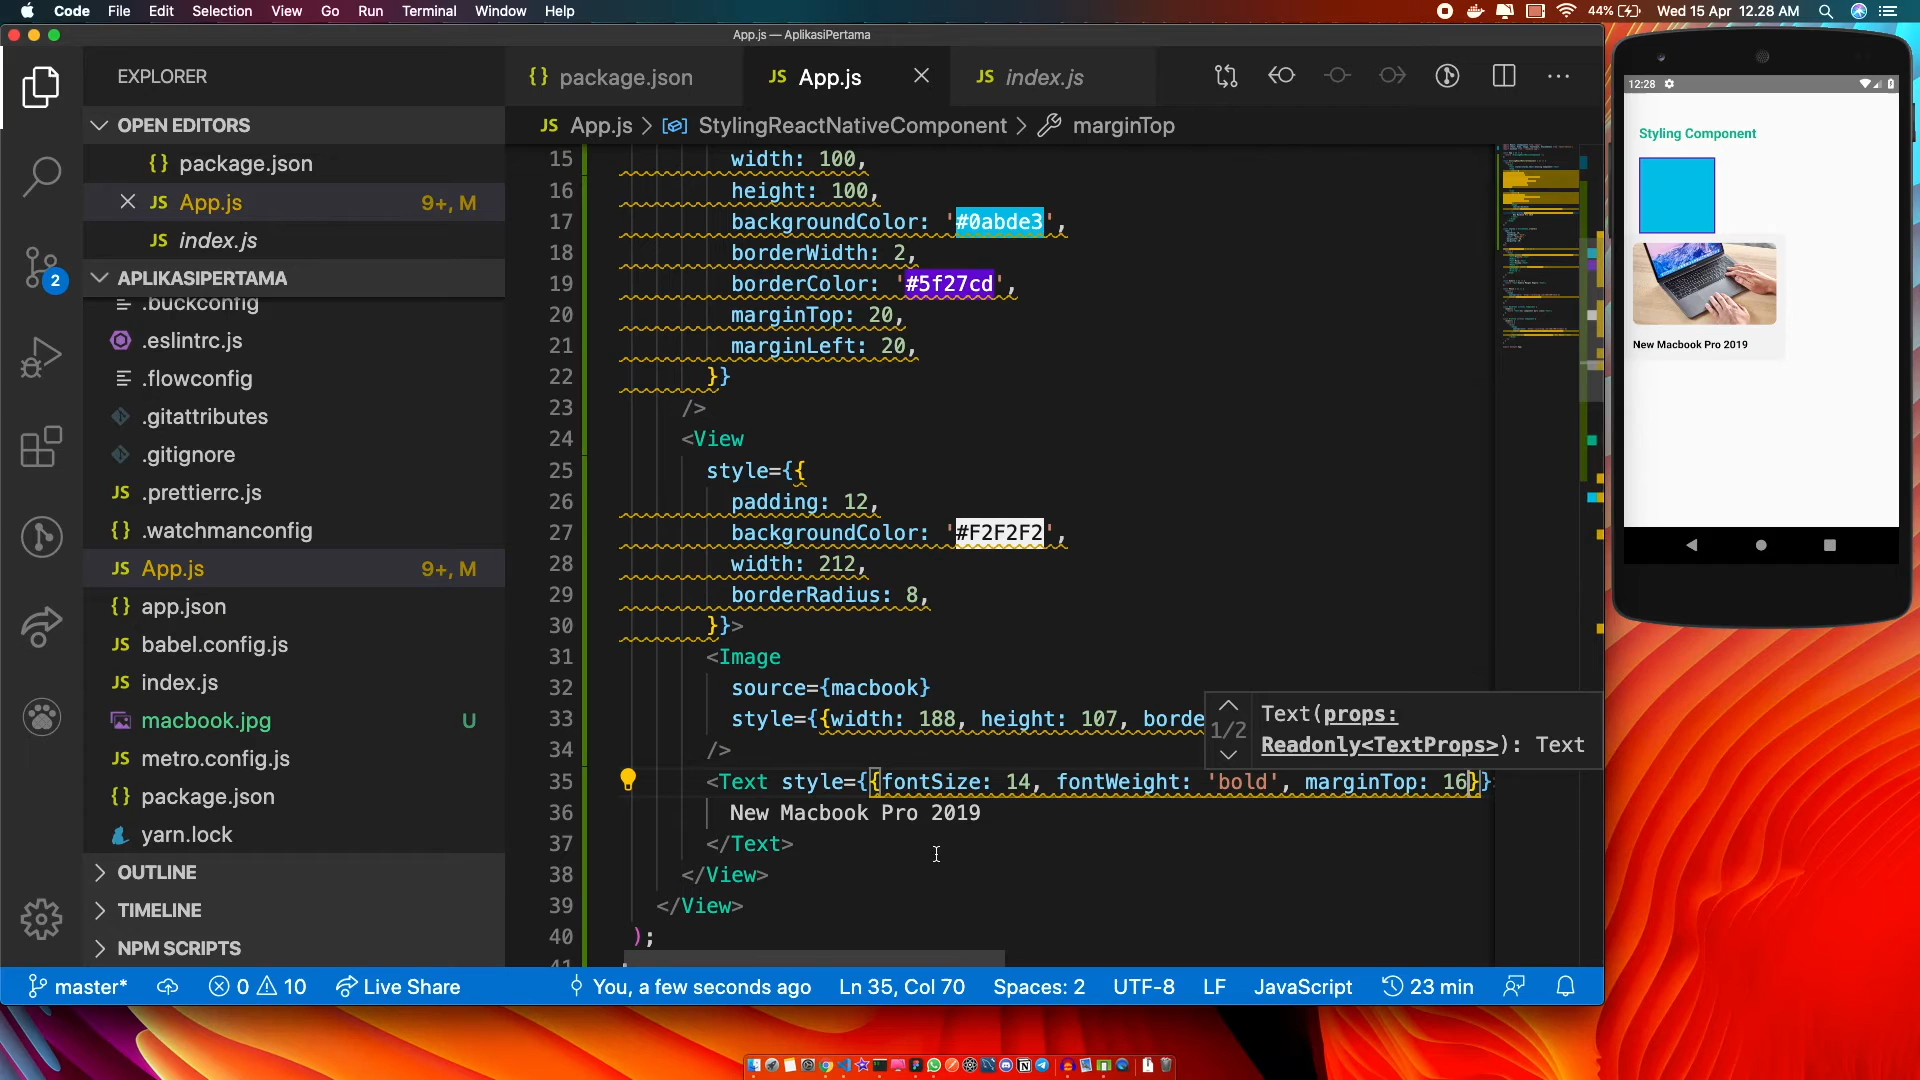 Code File Edit Selection View Go Run Terminal Window Help 44% Wed 15 Apr 12.28 AM
App.js — AplikasiPertama
EXPLORER
OPEN EDITORS
{} package.json
JS App.js 9+, M
JS index.js
2
APLIKASIPERTAMA
.buckconfig
.eslintrc.js
.flowconfig
.gitattributes
.gitignore
JS .prettierrc.js
{} .watchmanconfig
JS App.js 9+, M
{} app.json
JS babel.config.js
JS index.js
macbook.jpg U
JS metro.config.js
{} package.json
yarn.lock
OUTLINE
TIMELINE
NPM SCRIPTS
{} package.json JS App.js JS index.js
JS App.js > StylingReactNativeComponent > marginTop
15 width: 100,
16 height: 100,
17 backgroundColor: '#0abde3',
18 borderWidth: 2,
19 borderColor: '#5f27cd',
20 marginTop: 20,
21 marginLeft: 20,
22 }}
23 />
24 <View
25 style={{
26 padding: 12,
27 backgroundColor: '#F2F2F2',
28 width: 212,
29 borderRadius: 8,
30 }}>
31 <Image
32 source={macbook}
33 style={{width: 188, height: 107, borde
34 />
35 <Text style={{fontSize: 14, fontWeight: 'bold', marginTop: 16}}
36 New Macbook Pro 2019
37 </Text>
38 </View>
39 </View>
40 );
41
1/2 Text(props:
Readonly<TextProps>): Text
master* 0 10 Live Share You, a few seconds ago Ln 35, Col 70 Spaces: 2 UTF-8 LF JavaScript 23 min
12:28
Styling Component
New Macbook Pro 2019